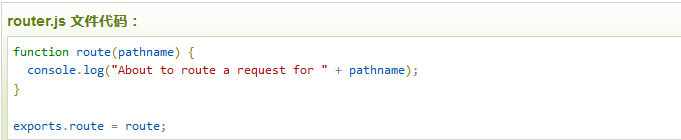 router.js 文件代码：
function route(pathname) {
  console.log("About to route a request for " + pathname);
}
exports.route = route;